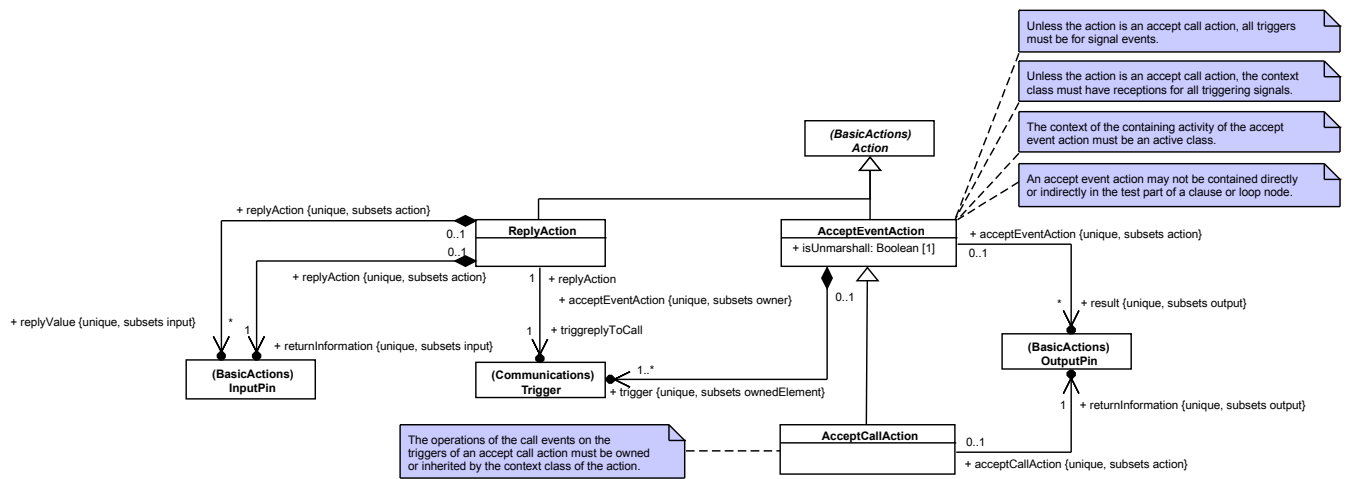 Unless the action is an accept call action, all triggers
must be for signal events.
Unless the action is an accept call action, the context
class must have receptions for all triggering signals.
The context of the containing activity of the accept
event action must be an active class.
An accept event action may not be contained directly
or indirectly in the test part of a clause or loop node.
(BasicActions)
Action
+ replyAction {unique, subsets action}
0..1
ReplyAction
0..1
+ replyAction {unique, subsets action}
AcceptEventAction
+ isUnmarshall: Boolean [1]
+ acceptEventAction {unique, subsets action}
0..1
1
+ replyAction
+ acceptEventAction {unique, subsets owner}
0..1
+ replyValue {unique, subsets input}
*
1
+ returnInformation {unique, subsets input}
1
+ triggreplyToCall
*
+ result {unique, subsets output}
(BasicActions)
InputPin
(Communications)
Trigger
1..*
+ trigger {unique, subsets ownedElement}
(BasicActions)
OutputPin
1
+ returnInformation {unique, subsets output}
The operations of the call events on the
triggers of an accept call action must be owned
or inherited by the context class of the action.
AcceptCallAction
0..1
+ acceptCallAction {unique, subsets action}